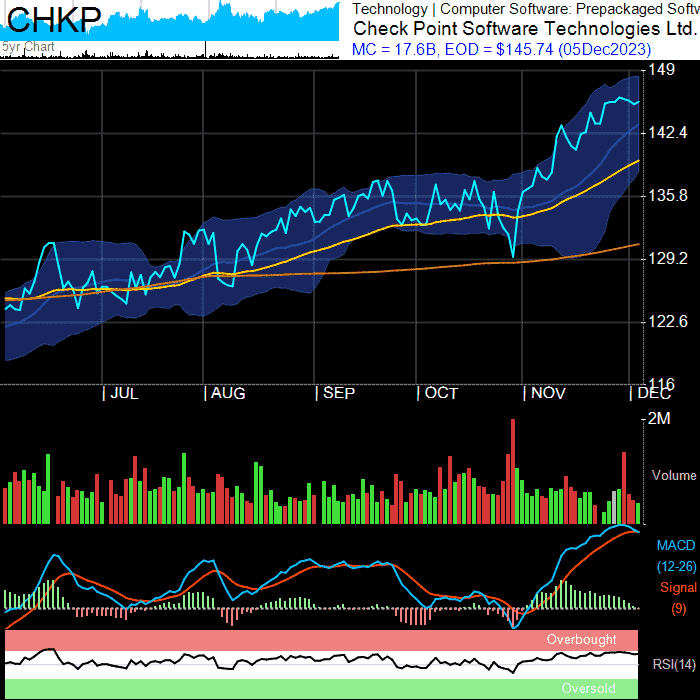 CHKP
5yr Chart
Technology | Computer Software: Prepackaged Softw
Check Point Software Technologies Ltd.
MC = 17.6B, EOD = $145.74 (05Dec2023)
149
142.4
135.8
129.2
122.6
116
| JUL | AUG | SEP | OCT | NOV | DEC
2M
Volume
MACD
(12-26)
Signal
(9)
Overbought
RSI(14)
Oversold